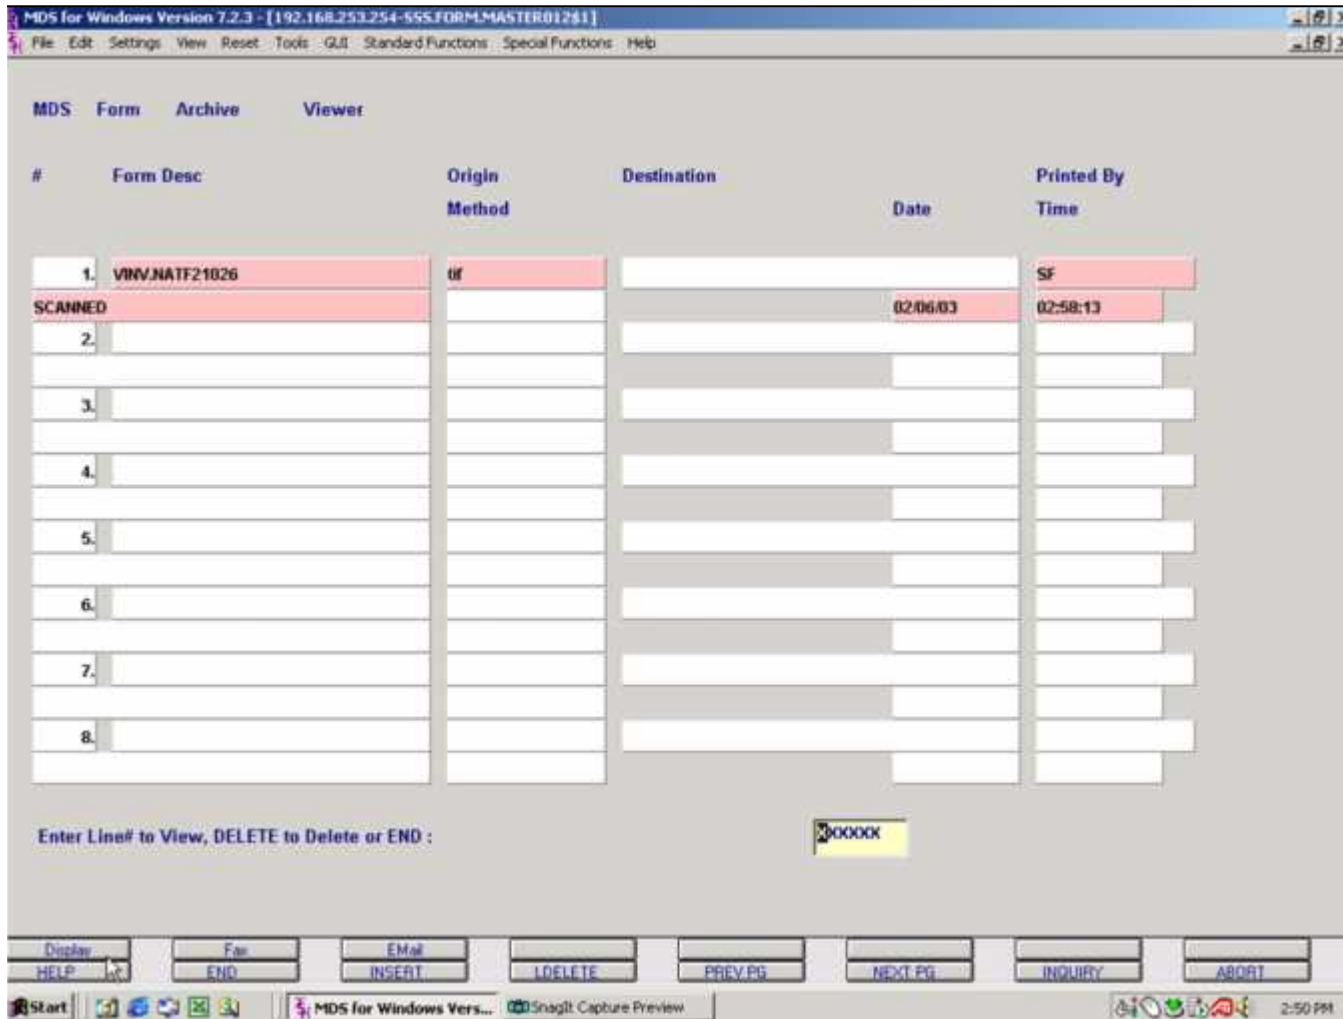 MDS for Windows Version 7.2.3 - [192.168.253.254-SSS.FORM.MASTER012$1]
File Edit Settings View Reset Tools GUI Standard Functions Special Functions Help
MDS Form Archive Viewer
# Form Desc Origin Destination Printed By
Method Date Time
1. VINV.NATF21026 tif SF
SCANNED 02/06/03 02:58:13
2.
3.
4.
5.
6.
7.
8.
Enter Line# to View, DELETE to Delete or END : XXXXXX
Display Fax EMail
HELP END INSERT LDELETE PREV PG NEXT PG INQUIRY ABORT
Start MDS for Windows Vers... SnagIt Capture Preview 2:50 PM